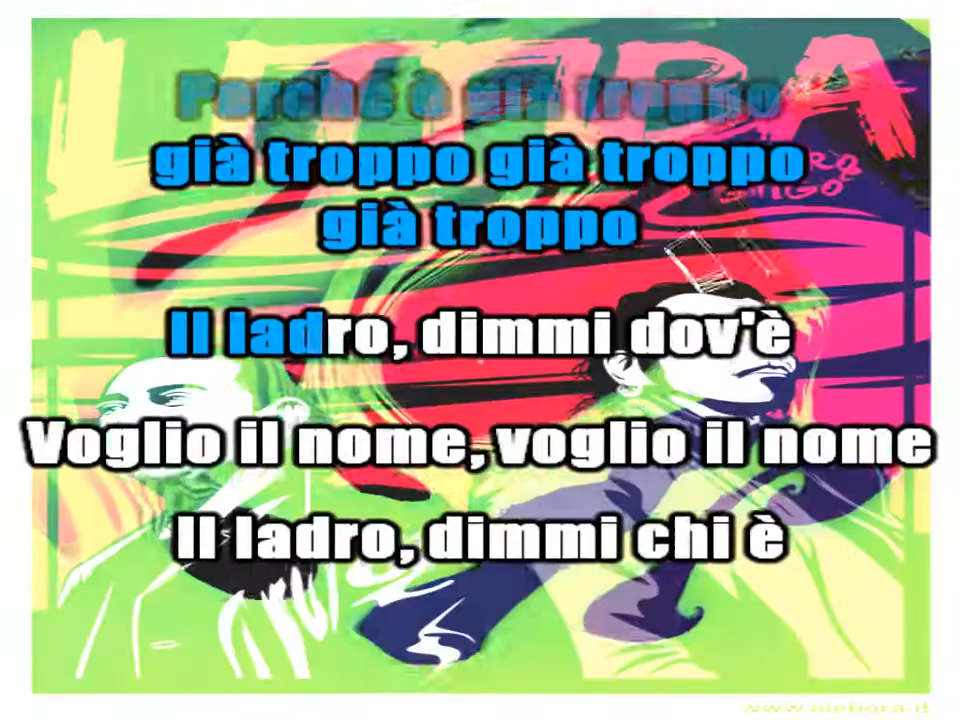 Perché è già troppo
già troppo già troppo
già troppo
Il ladro, dimmi dov'è
Voglio il nome, voglio il nome
Il ladro, dimmi chi è